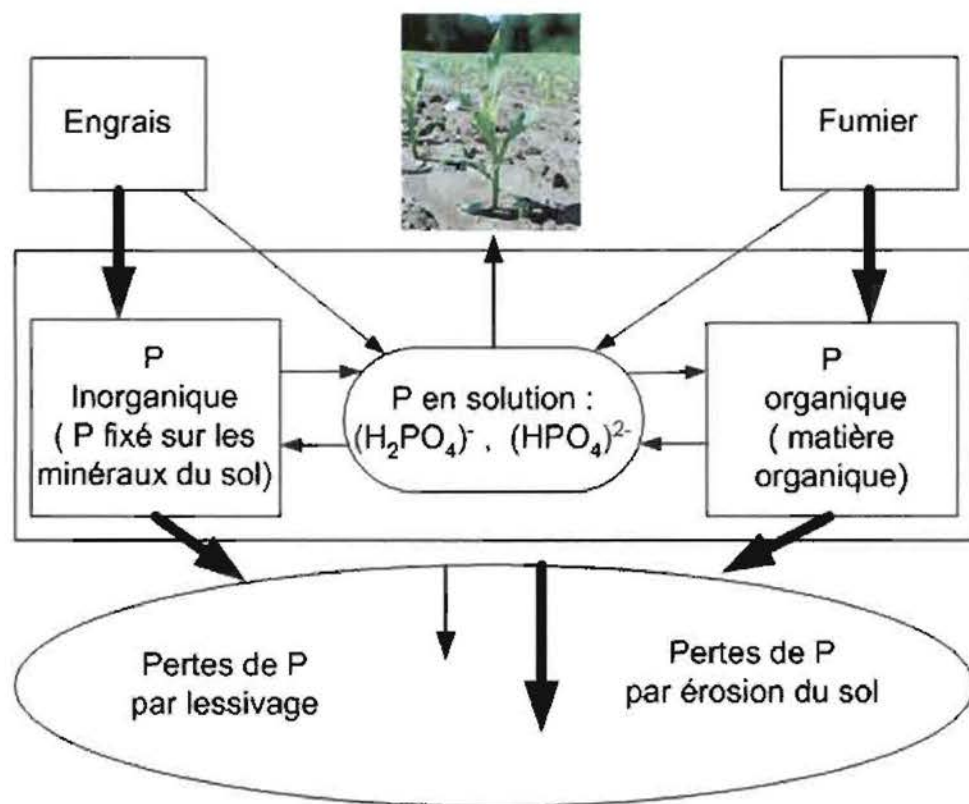 Engrais
Fumier
P
Inorganique
( P fixé sur les
minéraux du sol)
P en solution :
(H₂PO₄)⁻ , (HPO₄)²⁻
P
organique
( matière
organique)
Pertes de P
par lessivage
Pertes de P
par érosion du sol